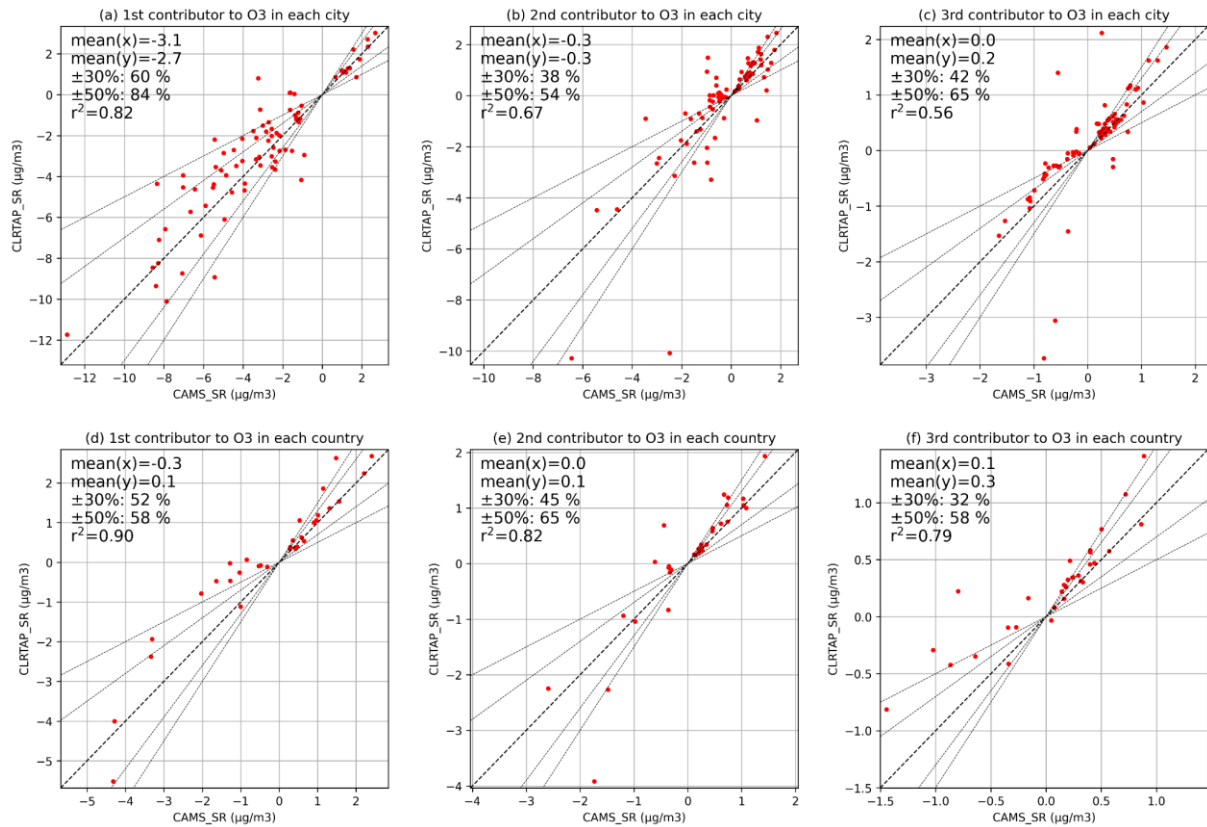 (a) 1st contributor to O3 in each city
mean(x)=-3.1
mean(y)=-2.7
±30%: 60 %
±50%: 84 %
r²=0.82
2
0
−2
−4
−6
−8
−10
−12
CLRTAP_SR (μg/m3)
−12 −10 −8 −6 −4 −2 0 2
CAMS_SR (μg/m3)
(b) 2nd contributor to O3 in each city
mean(x)=-0.3
mean(y)=-0.3
±30%: 38 %
±50%: 54 %
r²=0.67
2
0
−2
−4
−6
−8
−10
CLRTAP_SR (μg/m3)
−10 −8 −6 −4 −2 0 2
CAMS_SR (μg/m3)
(c) 3rd contributor to O3 in each city
mean(x)=0.0
mean(y)=0.2
±30%: 42 %
±50%: 65 %
r²=0.56
2
1
0
−1
−2
−3
CLRTAP_SR (μg/m3)
−3 −2 −1 0 1 2
CAMS_SR (μg/m3)
(d) 1st contributor to O3 in each country
mean(x)=-0.3
mean(y)=0.1
±30%: 52 %
±50%: 58 %
r²=0.90
2
1
0
−1
−2
−3
−4
−5
CLRTAP_SR (μg/m3)
−5 −4 −3 −2 −1 0 1 2
CAMS_SR (μg/m3)
(e) 2nd contributor to O3 in each country
mean(x)=0.0
mean(y)=0.1
±30%: 45 %
±50%: 65 %
r²=0.82
2
1
0
−1
−2
−3
−4
CLRTAP_SR (μg/m3)
−4 −3 −2 −1 0 1 2
CAMS_SR (μg/m3)
(f) 3rd contributor to O3 in each country
mean(x)=0.1
mean(y)=0.3
±30%: 32 %
±50%: 58 %
r²=0.79
1.0
0.5
0.0
−0.5
−1.0
−1.5
CLRTAP_SR (μg/m3)
−1.5 −1.0 −0.5 0.0 0.5 1.0
CAMS_SR (μg/m3)